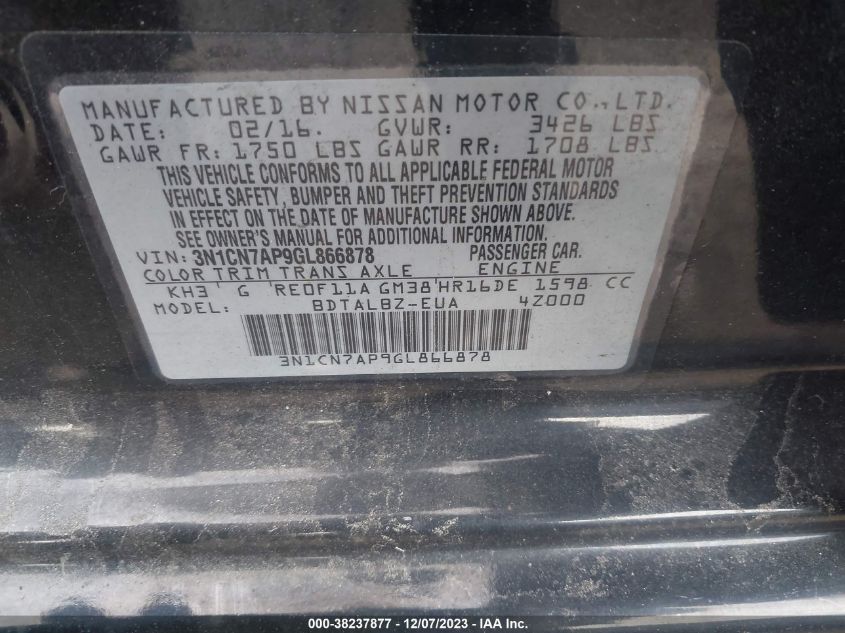 MANUFACTURED BY NISSAN MOTOR CO., LTD.
DATE: 02/16. GVWR: 3426 LBS
GAWR FR: 1750 LBS GAWR RR: 1708 LBS
THIS VEHICLE CONFORMS TO ALL APPLICABLE FEDERAL MOTOR
VEHICLE SAFETY, BUMPER AND THEFT PREVENTION STANDARDS
IN EFFECT ON THE DATE OF MANUFACTURE SHOWN ABOVE.
SEE OWNER'S MANUAL FOR ADDITIONAL INFORMATION
VIN: 3N1CN7AP9GL866878 PASSENGER CAR.
COLOR TRIM TRANS AXLE ENGINE
KH3 G RE0F11A GM38 HR16DE 1598 CC
MODEL: BDTALBZ-EUA 4Z000
3N1CN7AP9GL866878
000-38237877 - 12/07/2023 - IAA Inc.